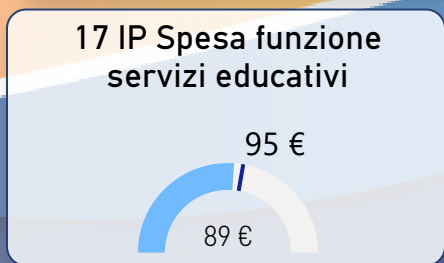 17 IP Spesa funzione
servizi educativi
95 €
89 €